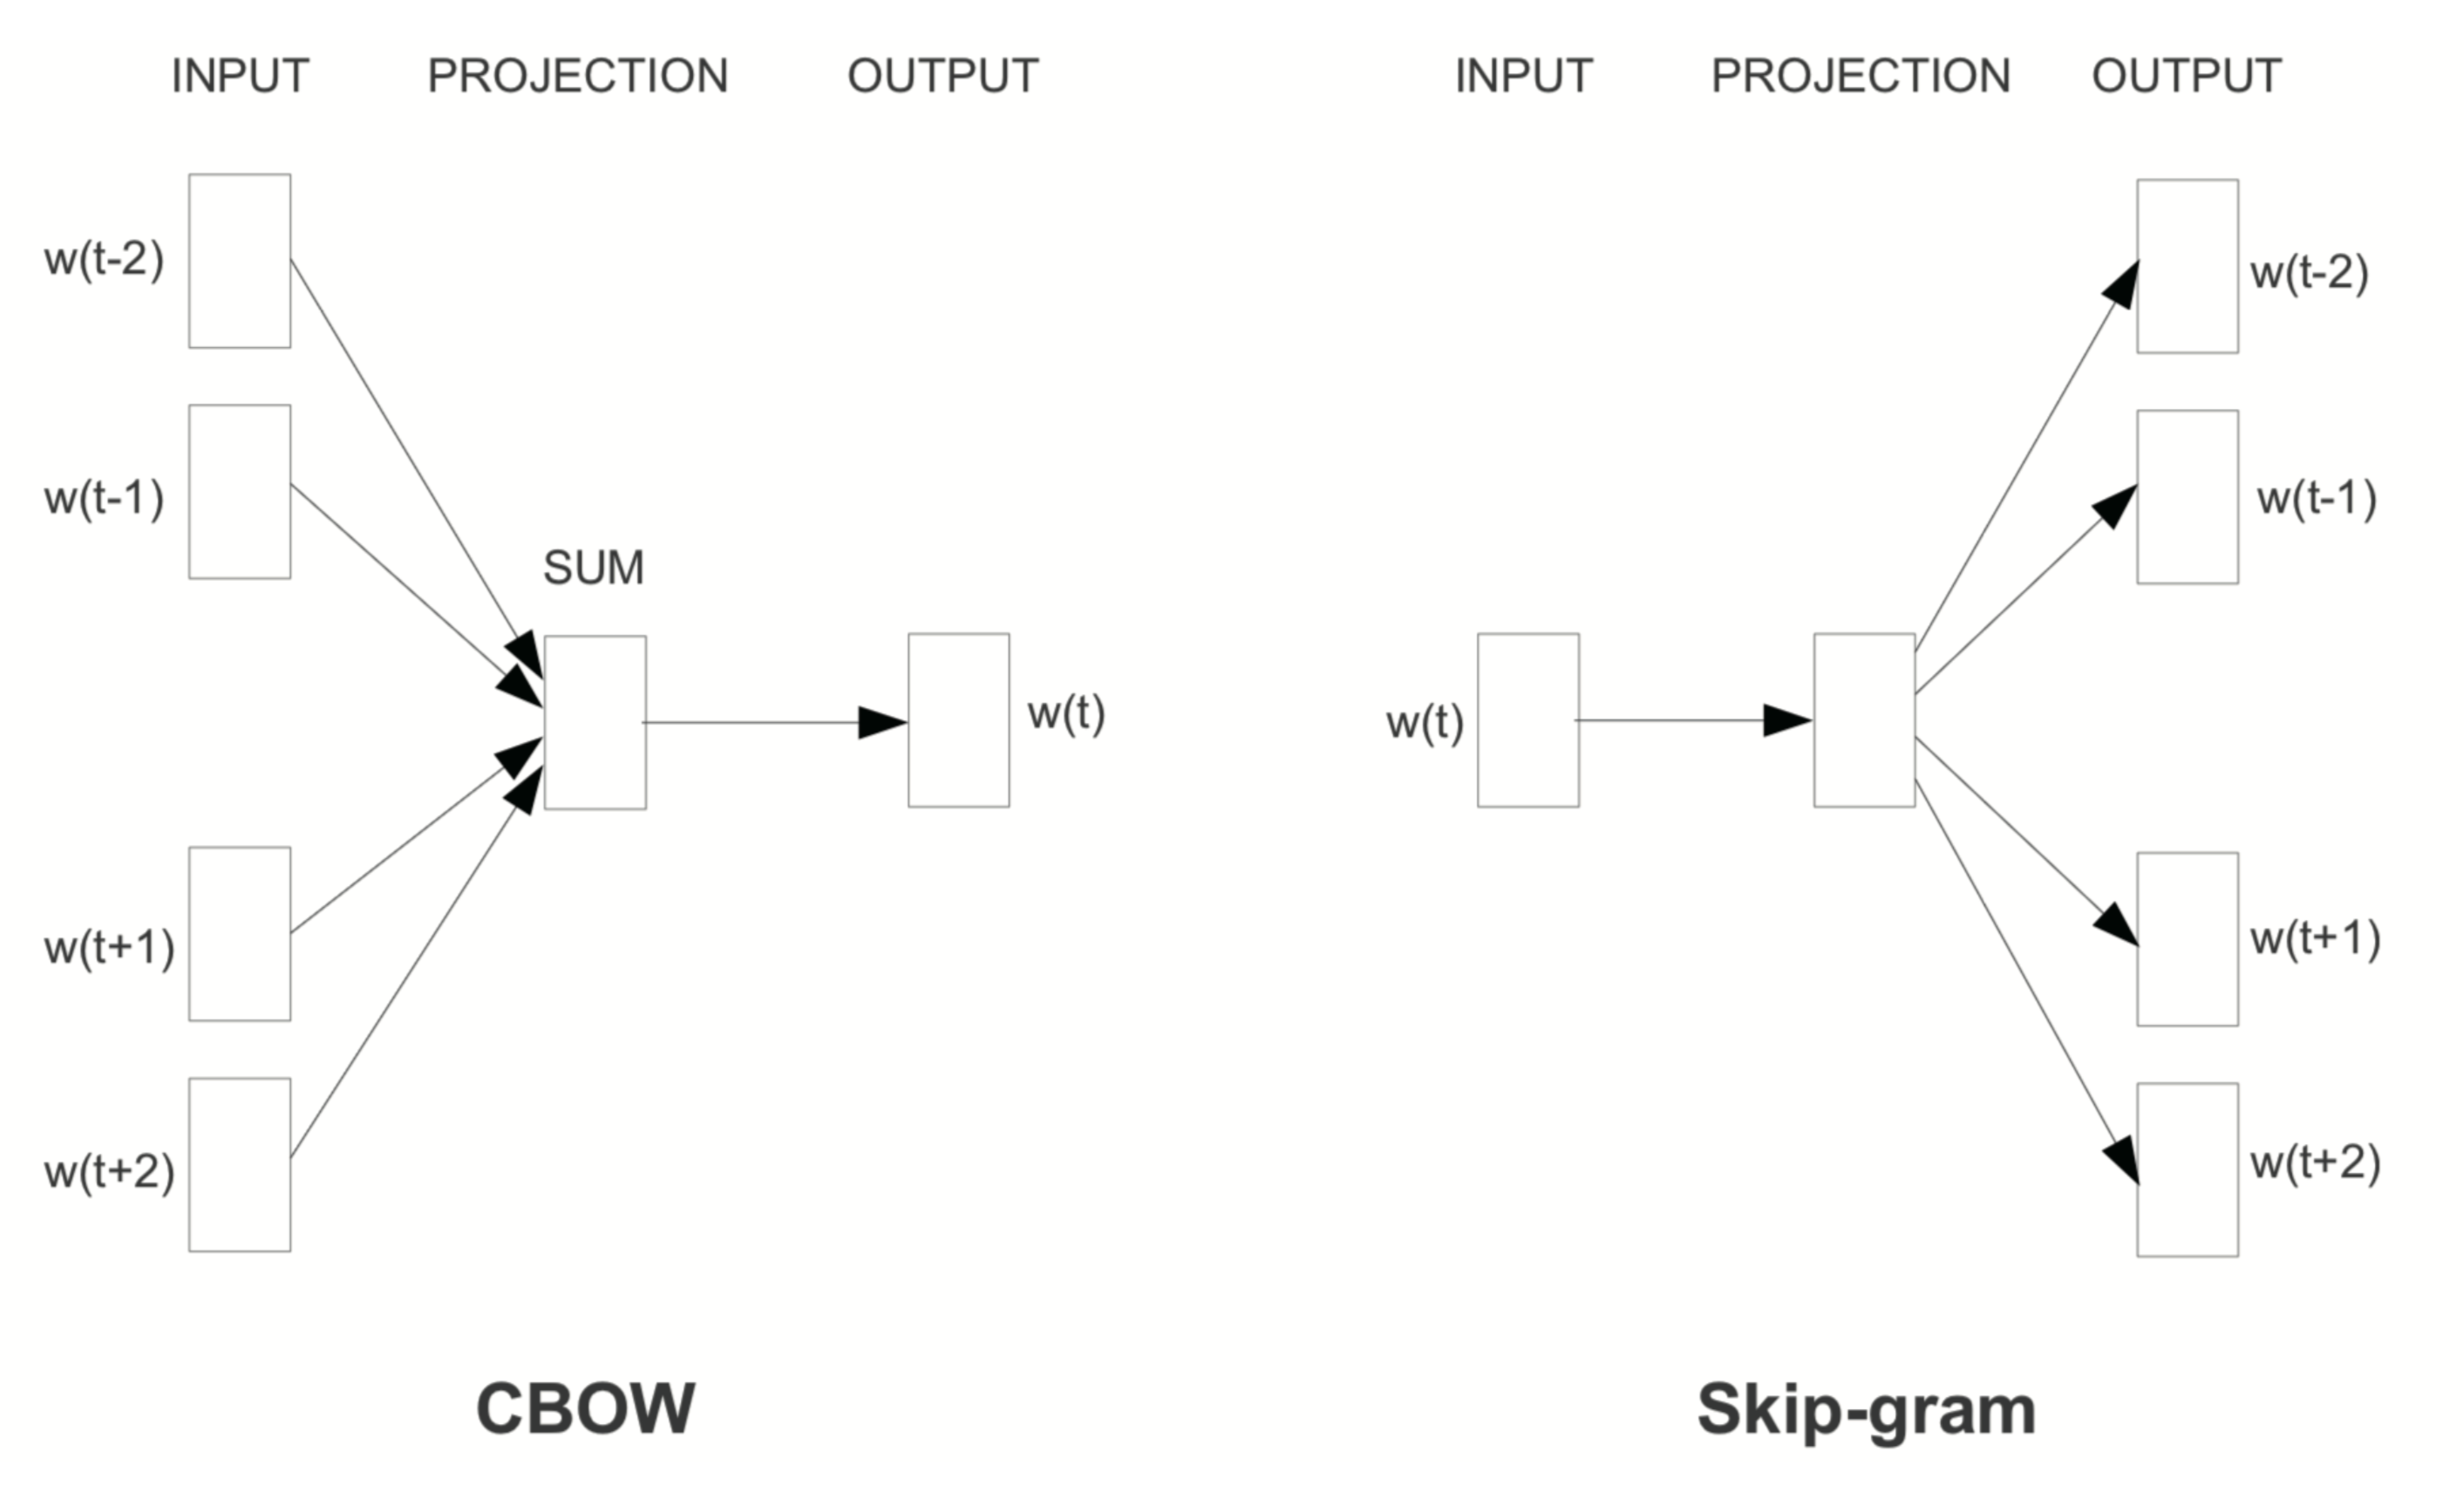 INPUT PROJECTION OUTPUT
w(t-2)
w(t-1)
SUM
w(t)
w(t+1)
w(t+2)
CBOW
INPUT PROJECTION OUTPUT
w(t-2)
w(t-1)
w(t)
w(t+1)
w(t+2)
Skip-gram